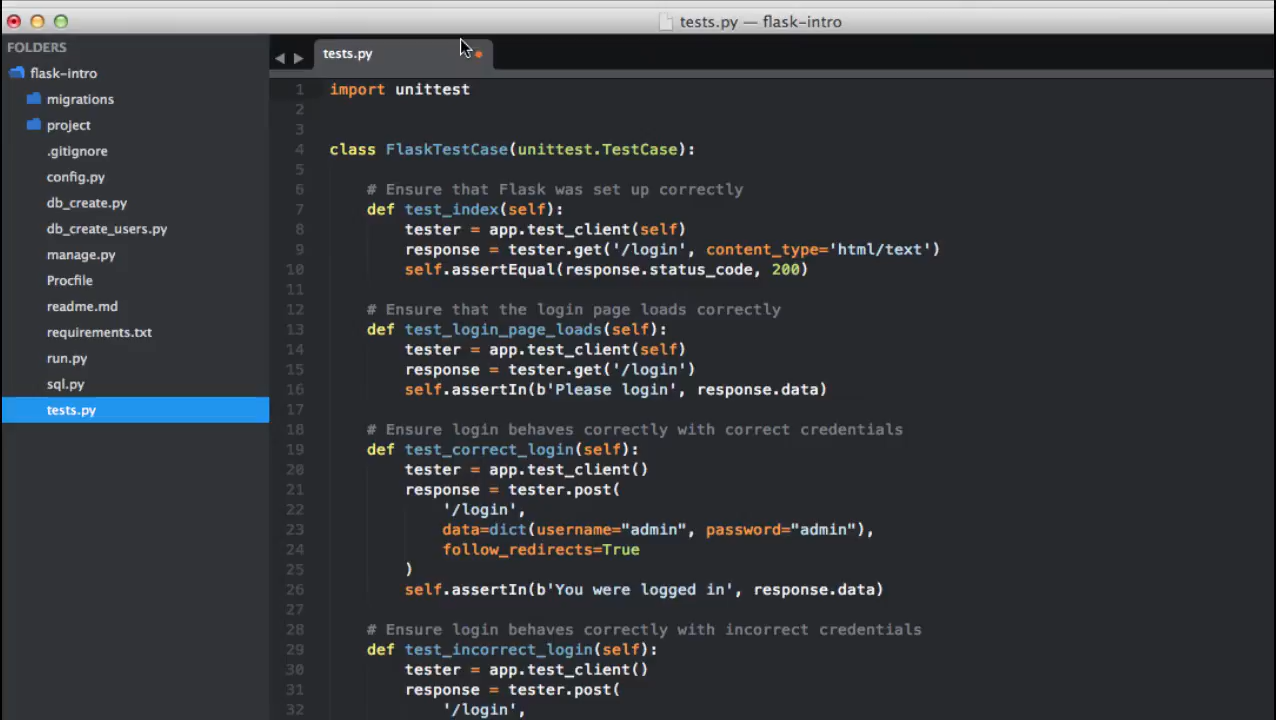 tests.py — flask-intro
FOLDERS
flask-intro
migrations
project
.gitignore
config.py
db_create.py
db_create_users.py
manage.py
Procfile
readme.md
requirements.txt
run.py
sql.py
tests.py
tests.py
1 import unittest
2
3
4 class FlaskTestCase(unittest.TestCase):
5
6     # Ensure that Flask was set up correctly
7     def test_index(self):
8         tester = app.test_client(self)
9         response = tester.get('/login', content_type='html/text')
10         self.assertEqual(response.status_code, 200)
11
12     # Ensure that the login page loads correctly
13     def test_login_page_loads(self):
14         tester = app.test_client(self)
15         response = tester.get('/login')
16         self.assertIn(b'Please login', response.data)
17
18     # Ensure login behaves correctly with correct credentials
19     def test_correct_login(self):
20         tester = app.test_client()
21         response = tester.post(
22             '/login',
23             data=dict(username="admin", password="admin"),
24             follow_redirects=True
25         )
26         self.assertIn(b'You were logged in', response.data)
27
28     # Ensure login behaves correctly with incorrect credentials
29     def test_incorrect_login(self):
30         tester = app.test_client()
31         response = tester.post(
32             '/login',